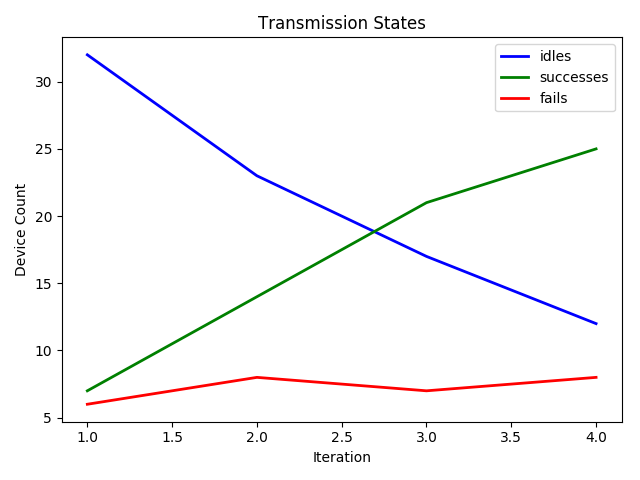 Transmission States
idles
successes
fails
Device Count
30
25
20
15
10
5
1.0 1.5 2.0 2.5 3.0 3.5 4.0
Iteration